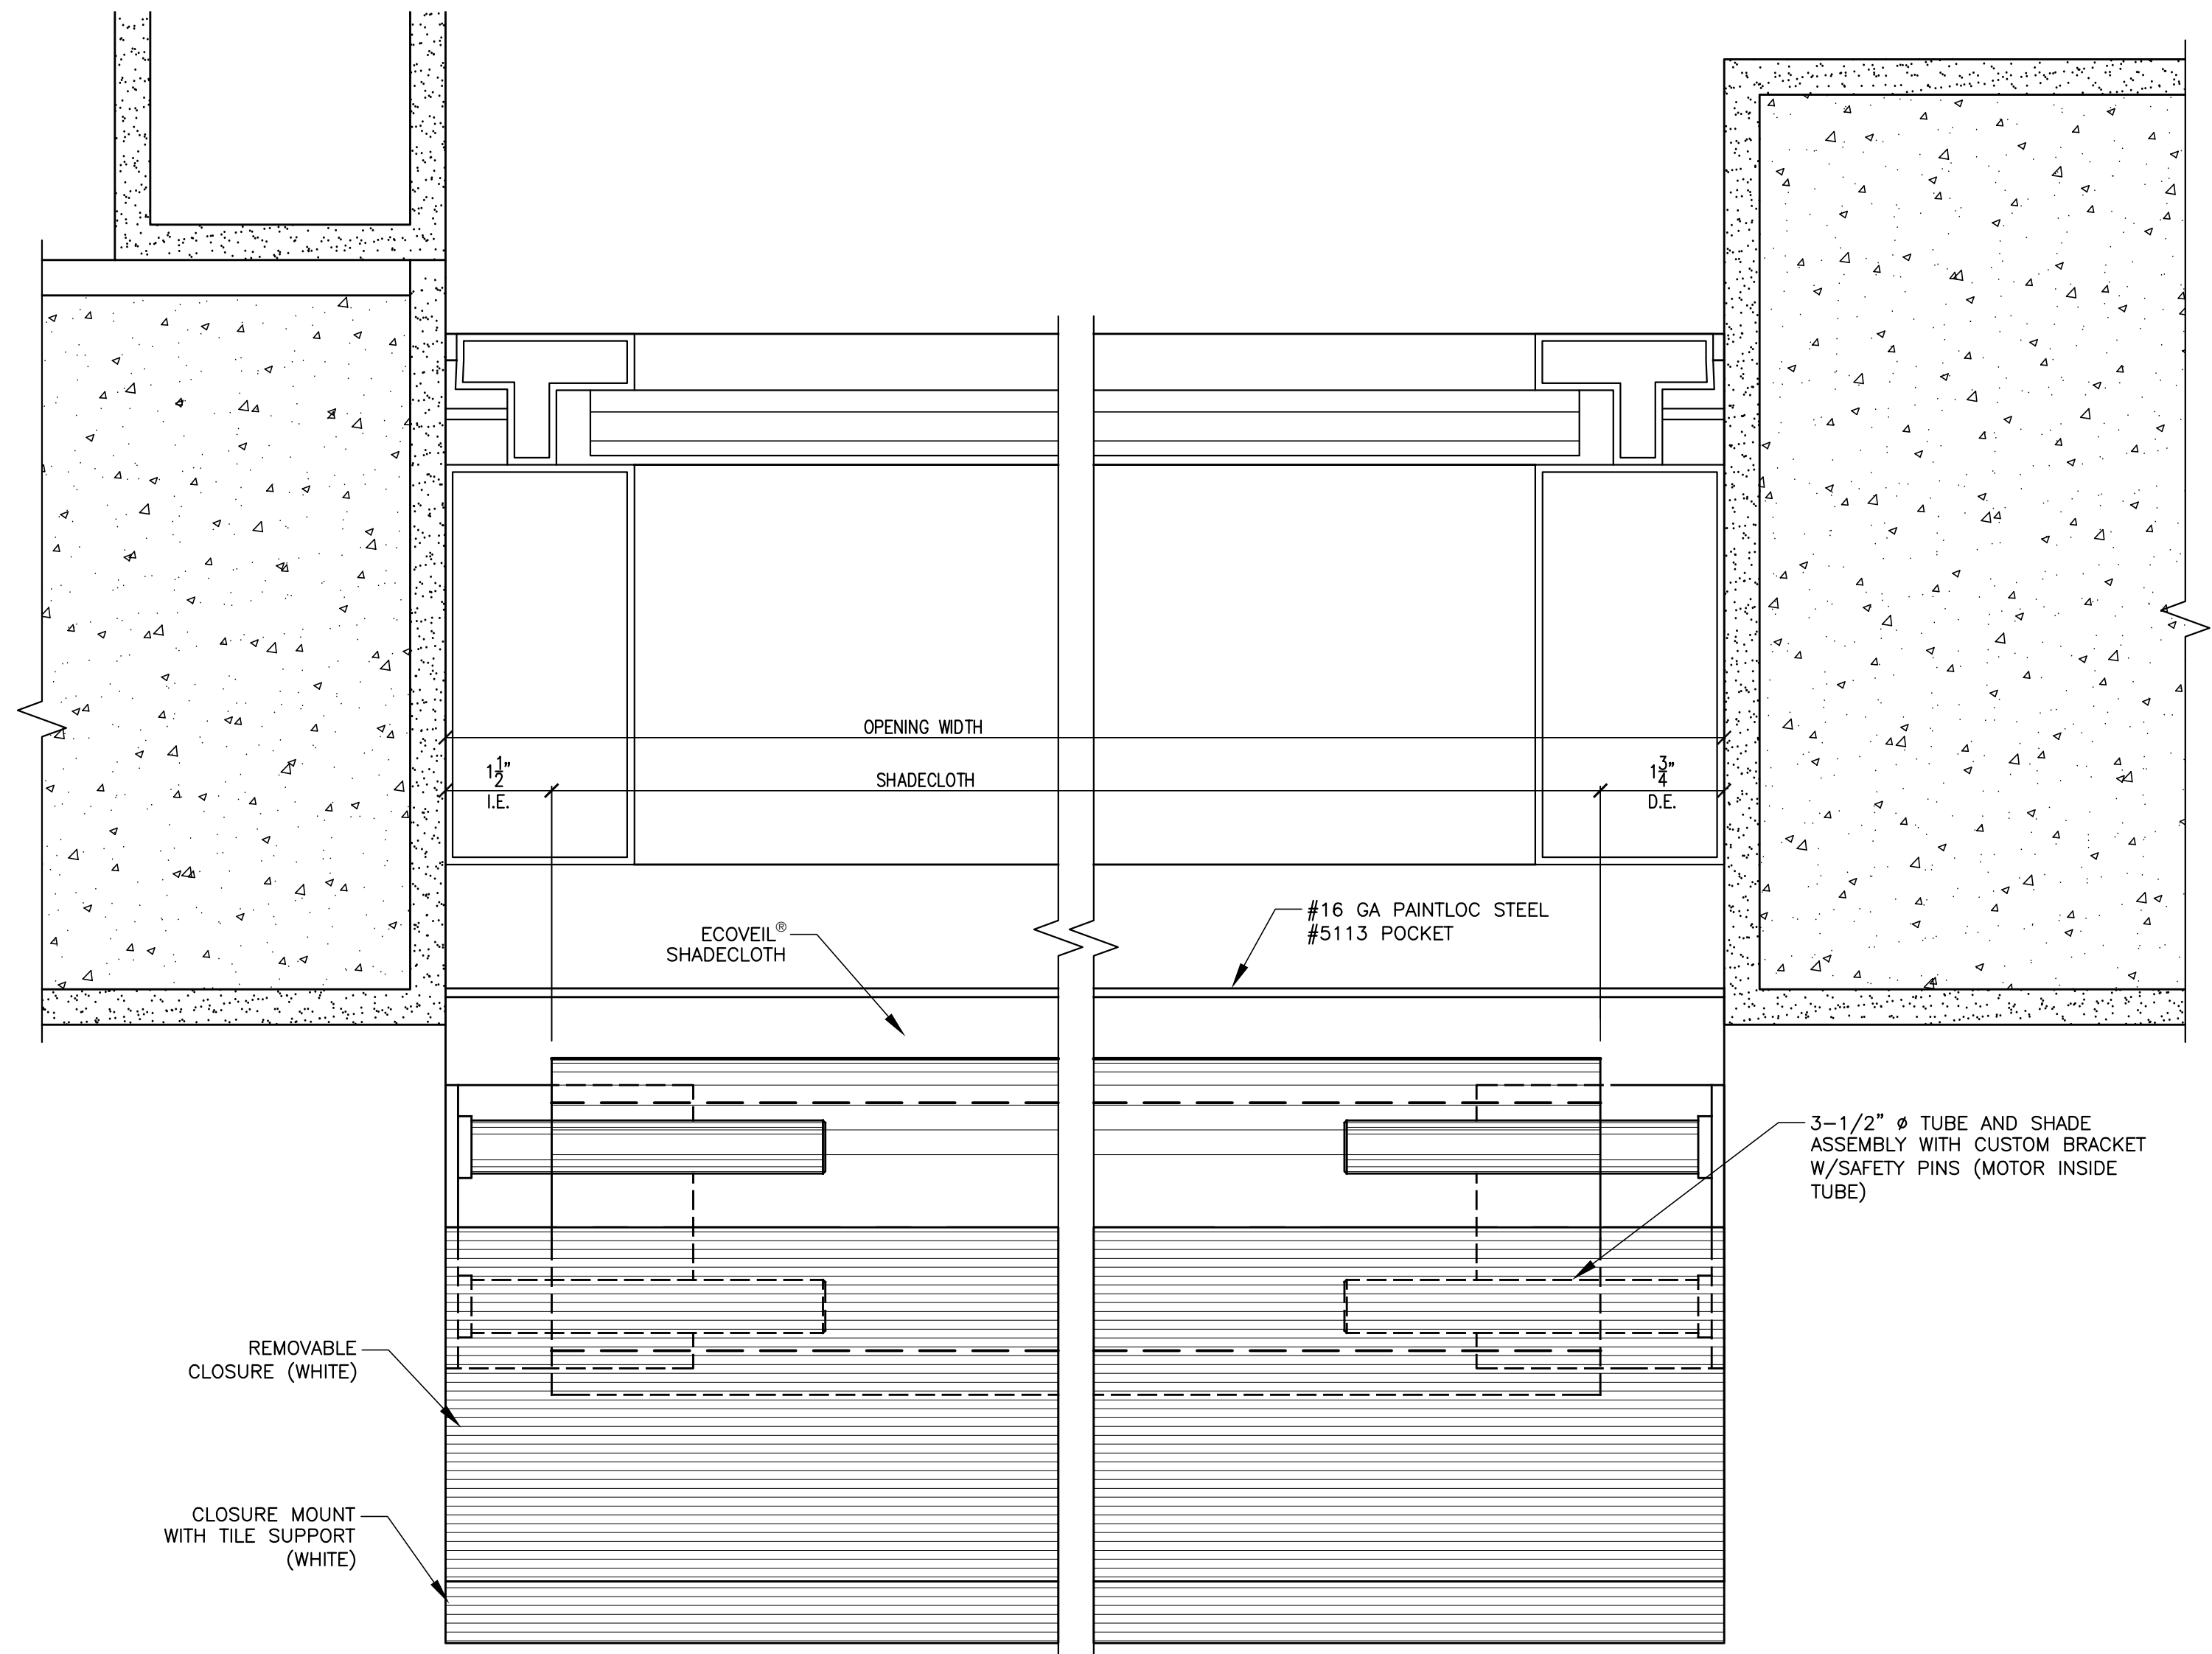 OPENING WIDTH
1 1/2"
I.E.
SHADECLOTH
1 3/4"
D.E.
ECOVEIL®
SHADECLOTH
#16 GA PAINTLOC STEEL
#5113 POCKET
3-1/2" Ø TUBE AND SHADE
ASSEMBLY WITH CUSTOM BRACKET
W/SAFETY PINS (MOTOR INSIDE
TUBE)
REMOVABLE
CLOSURE (WHITE)
CLOSURE MOUNT
WITH TILE SUPPORT
(WHITE)